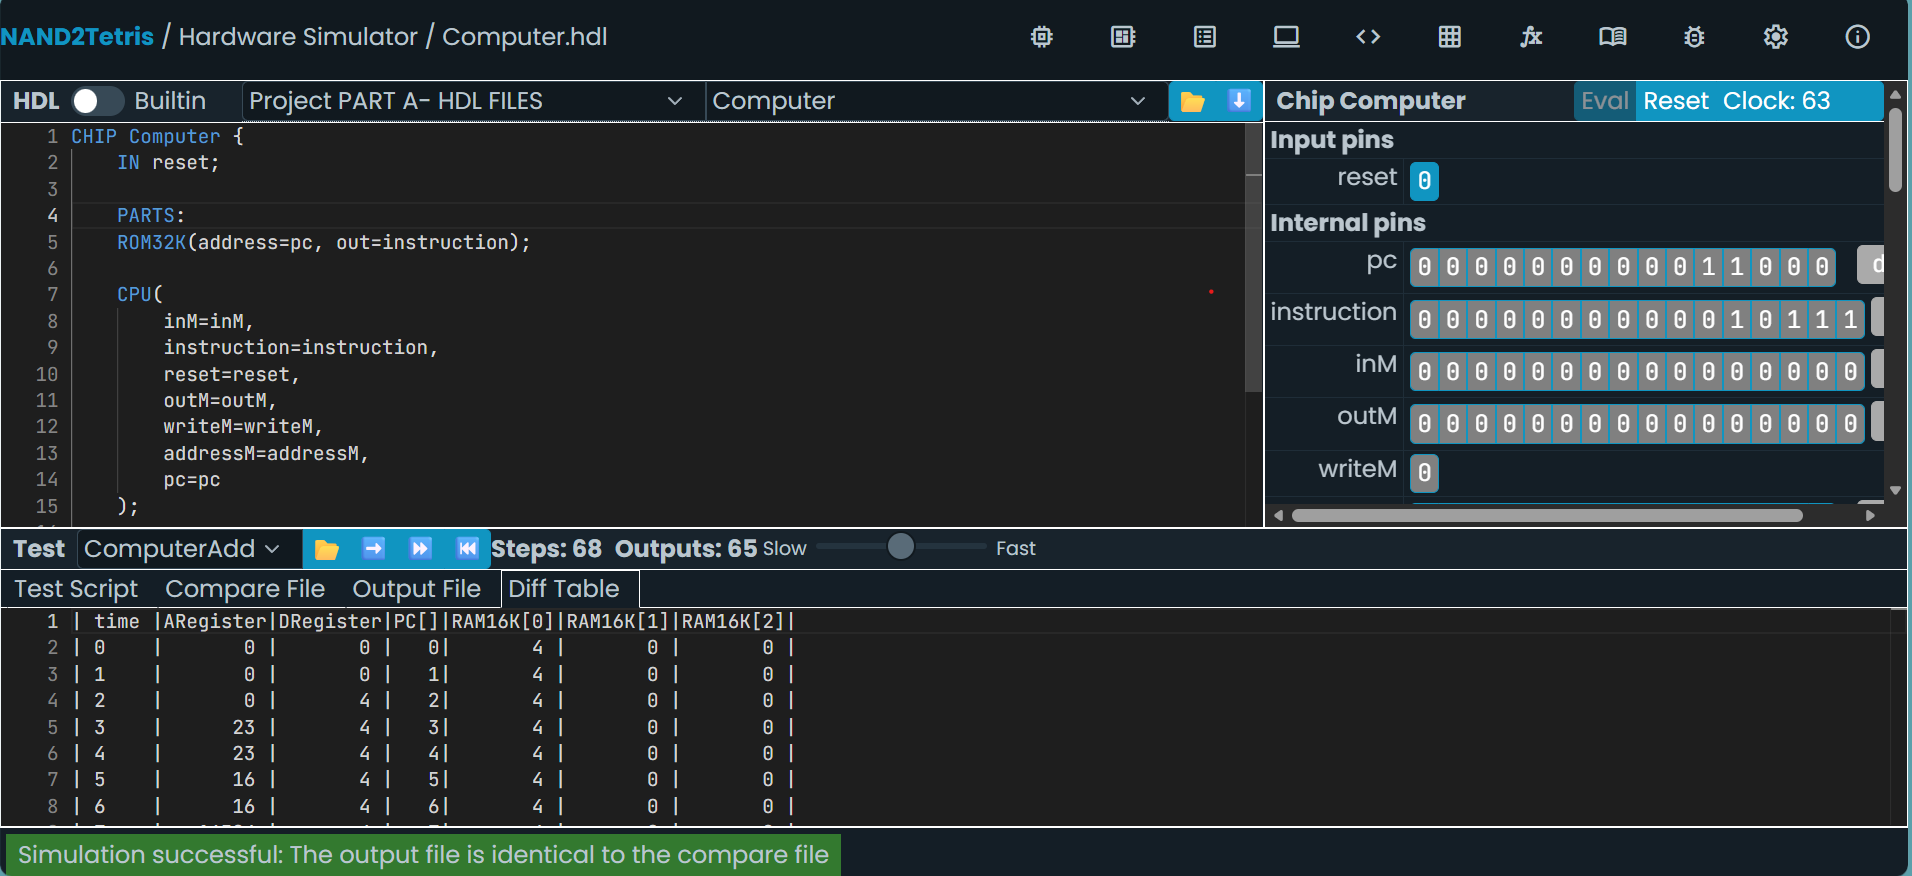 NAND2Tetris / Hardware Simulator / Computer.hdl
HDL Builtin Project PART A- HDL FILES Computer
1 CHIP Computer {
2 IN reset;
3
4 PARTS:
5 ROM32K(address=pc, out=instruction);
6
7 CPU(
8 inM=inM,
9 instruction=instruction,
10 reset=reset,
11 outM=outM,
12 writeM=writeM,
13 addressM=addressM,
14 pc=pc
15 );
Chip Computer Eval Reset Clock: 63
Input pins
reset 0
Internal pins
pc 0 0 0 0 0 0 0 0 0 0 1 1 0 0 0 d
instruction 0 0 0 0 0 0 0 0 0 0 0 1 0 1 1 1
inM 0 0 0 0 0 0 0 0 0 0 0 0 0 0 0 0
outM 0 0 0 0 0 0 0 0 0 0 0 0 0 0 0 0
writeM 0
Test ComputerAdd Steps: 68 Outputs: 65 Slow Fast
Test Script Compare File Output File Diff Table
1 | time |ARegister|DRegister|PC[]|RAM16K[0]|RAM16K[1]|RAM16K[2]|
2 | 0 | 0 | 0 | 0| 4 | 0 | 0 |
3 | 1 | 0 | 0 | 1| 4 | 0 | 0 |
4 | 2 | 0 | 4 | 2| 4 | 0 | 0 |
5 | 3 | 23 | 4 | 3| 4 | 0 | 0 |
6 | 4 | 23 | 4 | 4| 4 | 0 | 0 |
7 | 5 | 16 | 4 | 5| 4 | 0 | 0 |
8 | 6 | 16 | 4 | 6| 4 | 0 | 0 |
Simulation successful: The output file is identical to the compare file